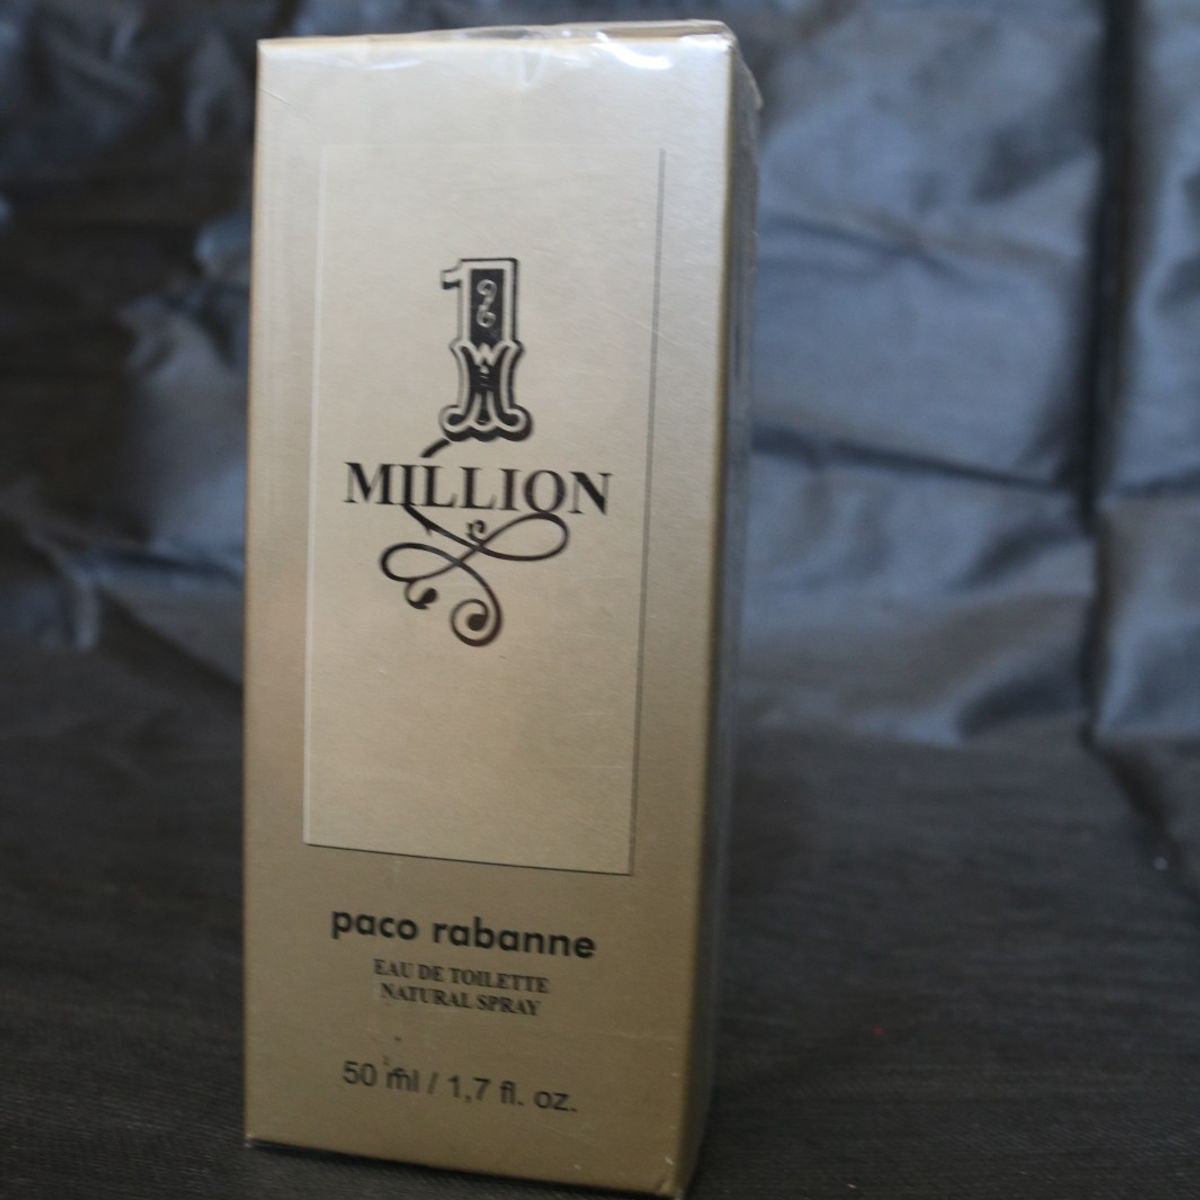 1
MILLION
paco rabanne
EAU DE TOILETTE
NATURAL SPRAY
50 ml / 1,7 fl. oz.